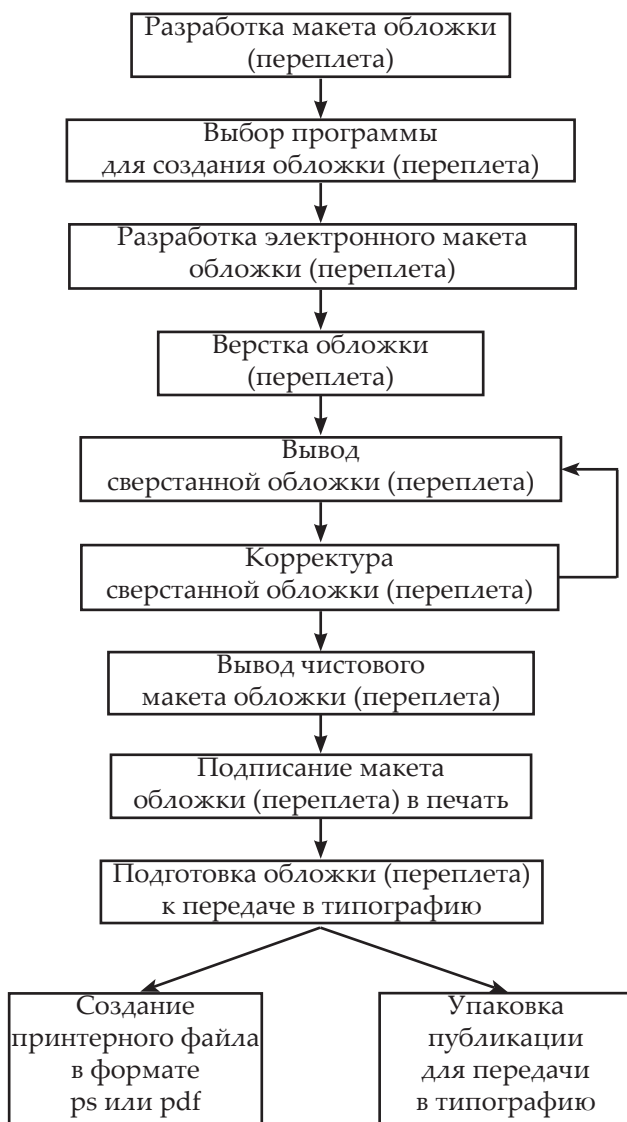 Разработка макета обложки
(переплета)
Выбор программы
для создания обложки (переплета)
Разработка электронного макета
обложки (переплета)
Верстка обложки
(переплета)
Вывод
сверстанной обложки (переплета)
Корректура
сверстанной обложки (переплета)
Вывод чистового
макета обложки (переплета)
Подписание макета
обложки (переплета) в печать
Подготовка обложки (переплета)
к передаче в типографию
Создание
принтерного файла
в формате
ps или pdf
Упаковка
публикации
для передачи
в типографию